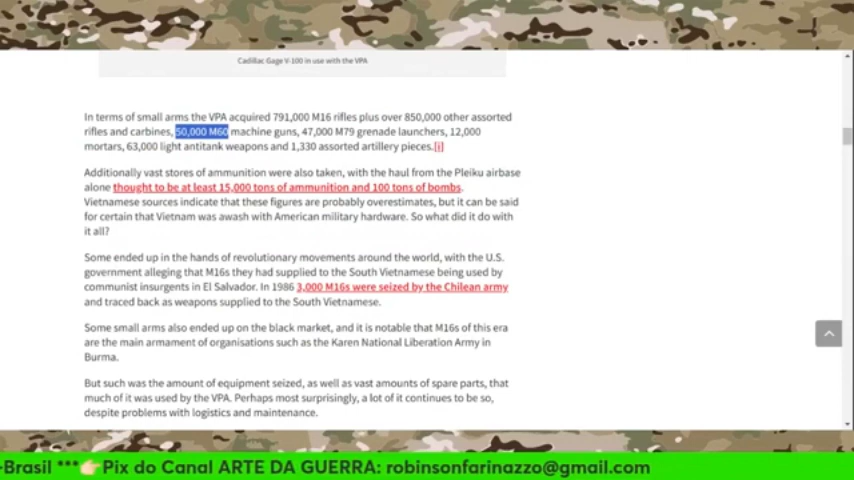 Cadillac Gage V-100 in use with the VPA
In terms of small arms the VPA acquired 791,000 M16 rifles plus over 850,000 other assorted
rifles and carbines, 50,000 M60 machine guns, 47,000 M79 grenade launchers, 12,000
mortars, 63,000 light antitank weapons and 1,330 assorted artillery pieces.[i]
Additionally vast stores of ammunition were also taken, with the haul from the Pleiku airbase
alone thought to be at least 15,000 tons of ammunition and 100 tons of bombs.
Vietnamese sources indicate that these figures are probably overestimates, but it can be said
for certain that Vietnam was awash with American military hardware. So what did it do with
it all?
Some ended up in the hands of revolutionary movements around the world, with the U.S.
government alleging that M16s they had supplied to the South Vietnamese being used by
communist insurgents in El Salvador. In 1986 3,000 M16s were seized by the Chilean army
and traced back as weapons supplied to the South Vietnamese.
Some small arms also ended up on the black market, and it is notable that M16s of this era
are the main armament of organisations such as the Karen National Liberation Army in
Burma.
But such was the amount of equipment seized, as well as vast amounts of spare parts, that
much of it was used by the VPA. Perhaps most surprisingly, a lot of it continues to be so,
despite problems with logistics and maintenance.
-Brasil ***👉Pix do Canal ARTE DA GUERRA: robinsonfarinazzo@gmail.com